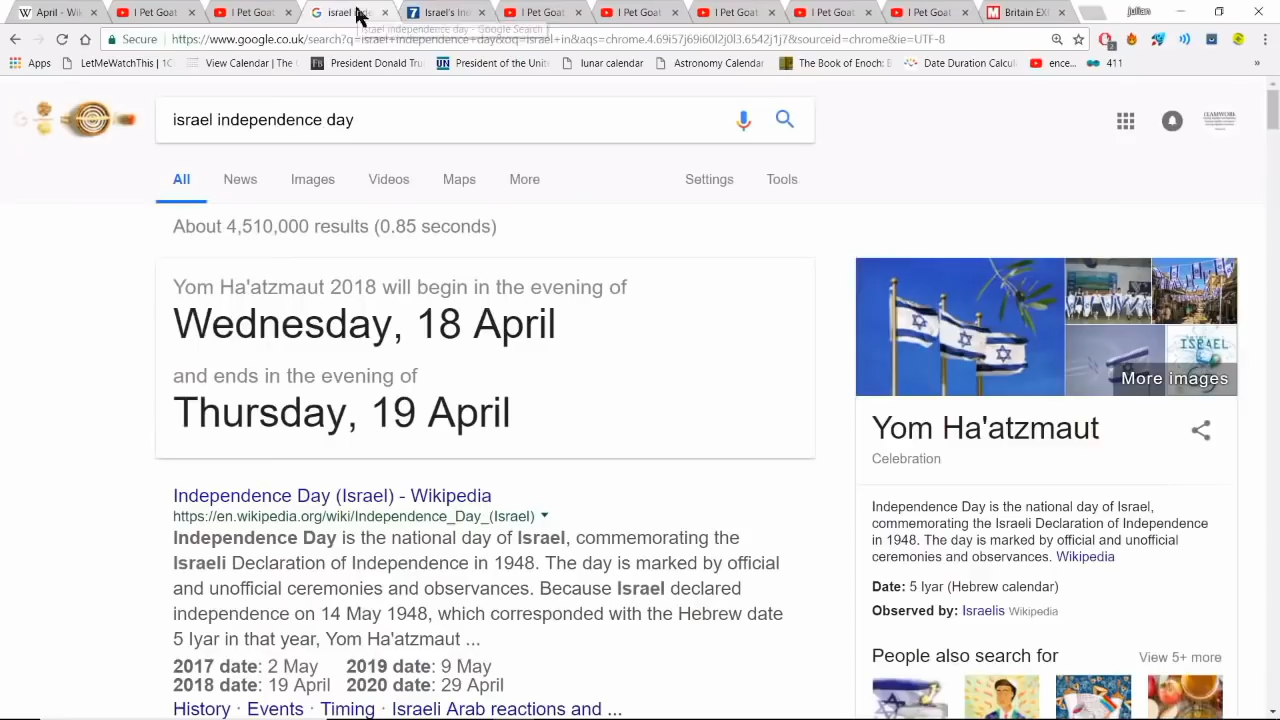 April - Wiki
I Pet Goat
I Pet Goat
israel inde
Israel's Ine
I Pet Goat
I Pet Goat
I Pet Goat
I Pet Goat
I Pet Goat
Britain EXI
israel independence day - Google Search
Secure
https://www.google.co.uk/search?q=israel+independence+day&oq=israel+in&aqs=chrome.4.69i57j69i60l2j0l3.6542j1j7&sourceid=chrome&ie=UTF-8
Apps
LetMeWatchThis | 1C
View Calendar | The
President Donald Tru
President of the Unit
lunar calendar
Astronomy Calendar
The Book of Enoch: B
Date Duration Calcul
ence...
411
»
israel independence day
All
News
Images
Videos
Maps
More
Settings
Tools
About 4,510,000 results (0.85 seconds)
Yom Ha'atzmaut 2018 will begin in the evening of
Wednesday, 18 April
and ends in the evening of
Thursday, 19 April
Independence Day (Israel) - Wikipedia
https://en.wikipedia.org/wiki/Independence_Day_(Israel)
Independence Day is the national day of Israel, commemorating the
Israeli Declaration of Independence in 1948. The day is marked by official
and unofficial ceremonies and observances. Because Israel declared
independence on 14 May 1948, which corresponded with the Hebrew date
5 Iyar in that year, Yom Ha'atzmaut ...
2017 date: 2 May 2019 date: 9 May
2018 date: 19 April 2020 date: 29 April
History · Events · Timing · Israeli Arab reactions and ...
ISRAEL
More images
Yom Ha'atzmaut
Celebration
Independence Day is the national day of Israel,
commemorating the Israeli Declaration of Independence
in 1948. The day is marked by official and unofficial
ceremonies and observances. Wikipedia
Date: 5 Iyar (Hebrew calendar)
Observed by: Israelis Wikipedia
People also search for
View 5+ more